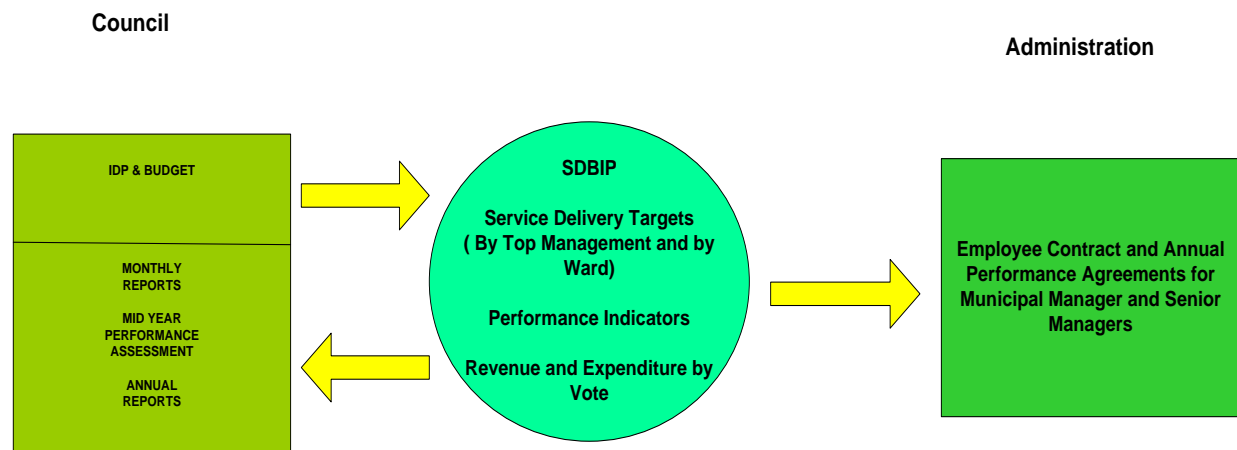 Council
Administration
IDP & BUDGET
MONTHLY
REPORTS
MID YEAR
PERFORMANCE
ASSESSMENT
ANNUAL
REPORTS
SDBIP
Service Delivery Targets
( By Top Management and by
Ward)
Performance Indicators
Revenue and Expenditure by
Vote
Employee Contract and Annual
Performance Agreements for
Municipal Manager and Senior
Managers